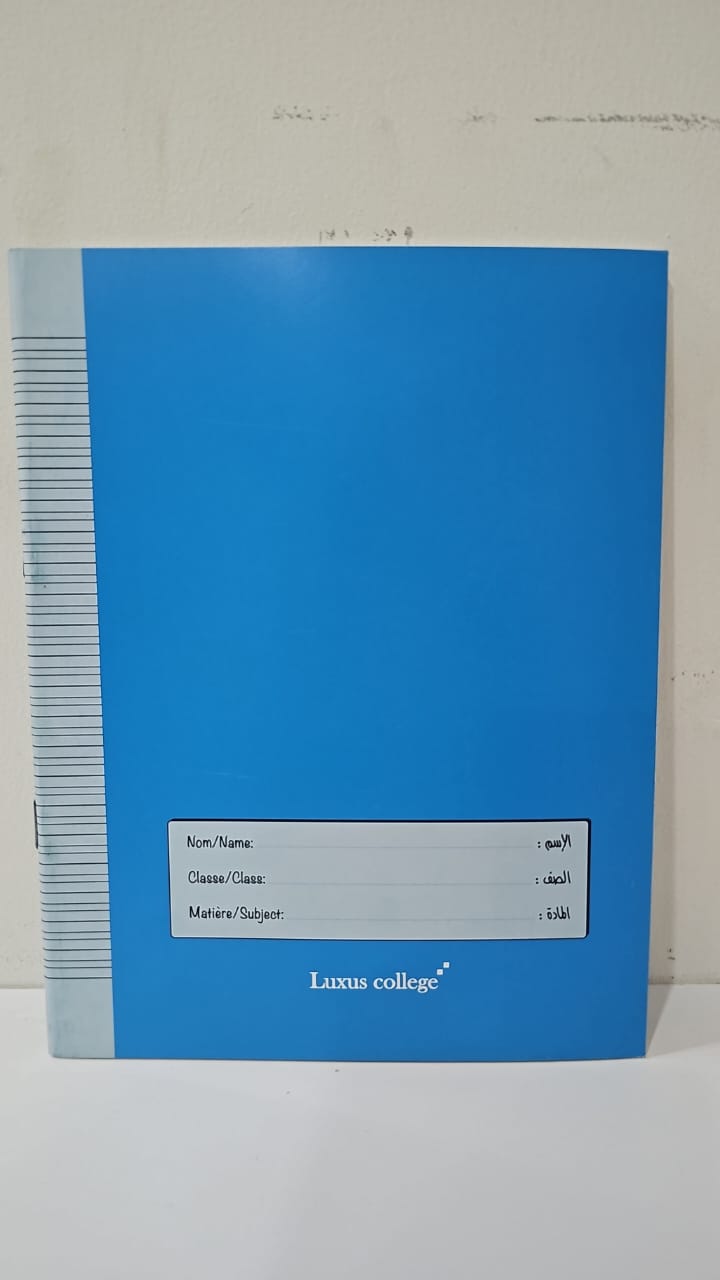 Nom/Name: الإسم :
Classe/Class: الصف :
Matière/Subject: المادة :
Luxus college